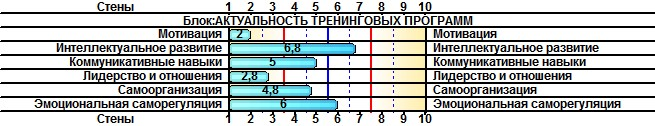 Стены 1 2 3 4 5 6 7 8 9 10 Стены
Блок:АКТУАЛЬНОСТЬ ТРЕНИНГОВЫХ ПРОГРАММ
Мотивация 2 Мотивация
Интеллектуальное развитие 6,8 Интеллектуальное развитие
Коммуникативные навыки 5 Коммуникативные навыки
Лидерство и отношения 2,8 Лидерство и отношения
Самоорганизация 4,8 Самоорганизация
Эмоциональная саморегуляция 6 Эмоциональная саморегуляция
Стены 1 2 3 4 5 6 7 8 9 10 Стены